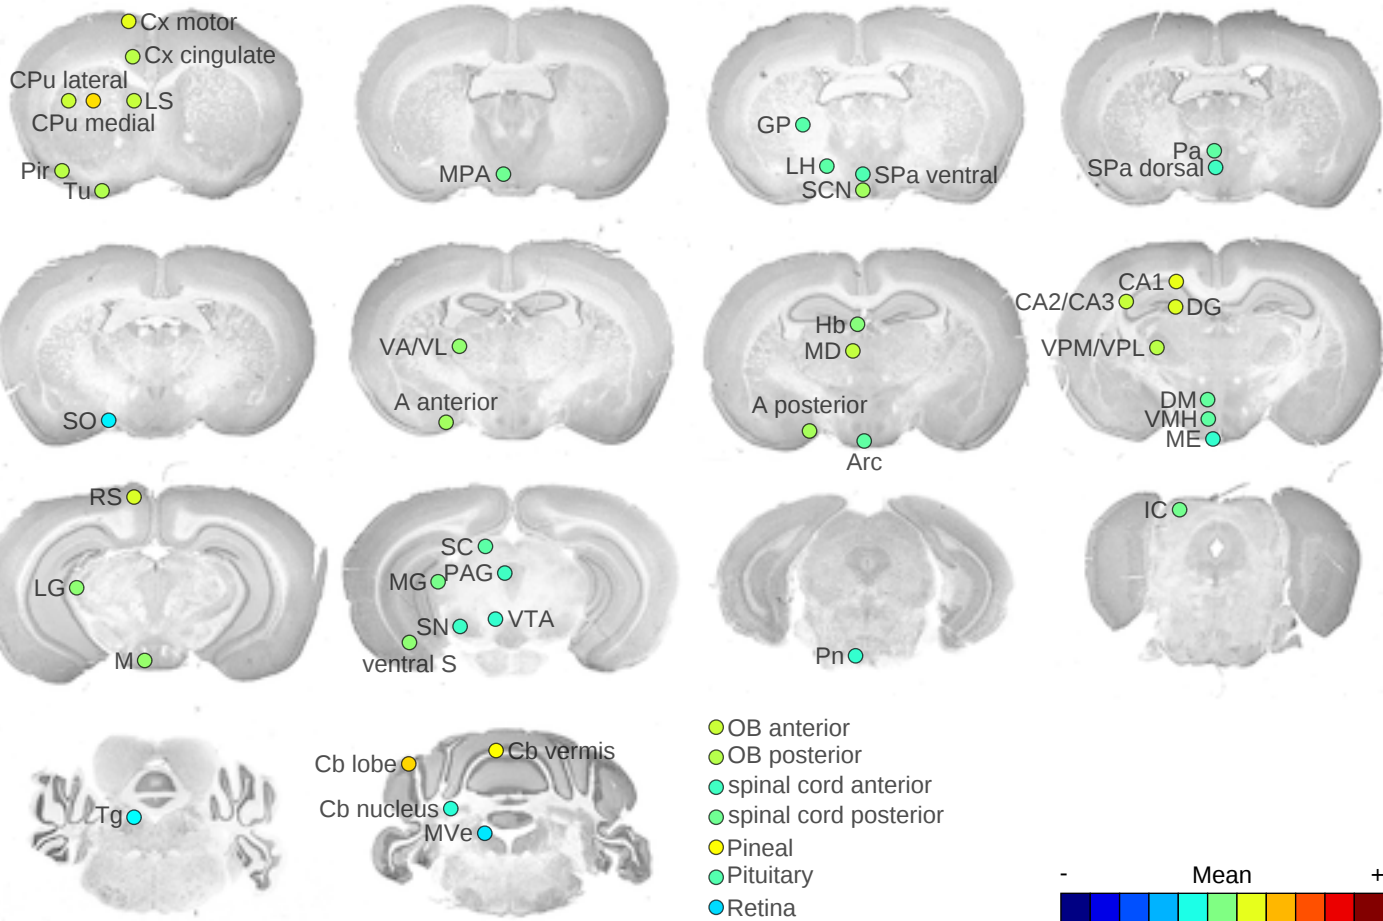 Cx motor
Cx cingulate
CPu lateral
LS
CPu medial
Pir
Tu
MPA
GP
LH
SPa ventral
SCN
Pa
SPa dorsal
SO
VA/VL
A anterior
Hb
MD
A posterior
Arc
CA1
CA2/CA3
DG
VPM/VPL
DM
VMH
ME
RS
LG
M
SC
MG
PAG
SN
VTA
ventral S
Pn
IC
Tg
Cb lobe
Cb vermis
Cb nucleus
MVe
OB anterior
OB posterior
spinal cord anterior
spinal cord posterior
Pineal
Pituitary
Retina
- Mean +